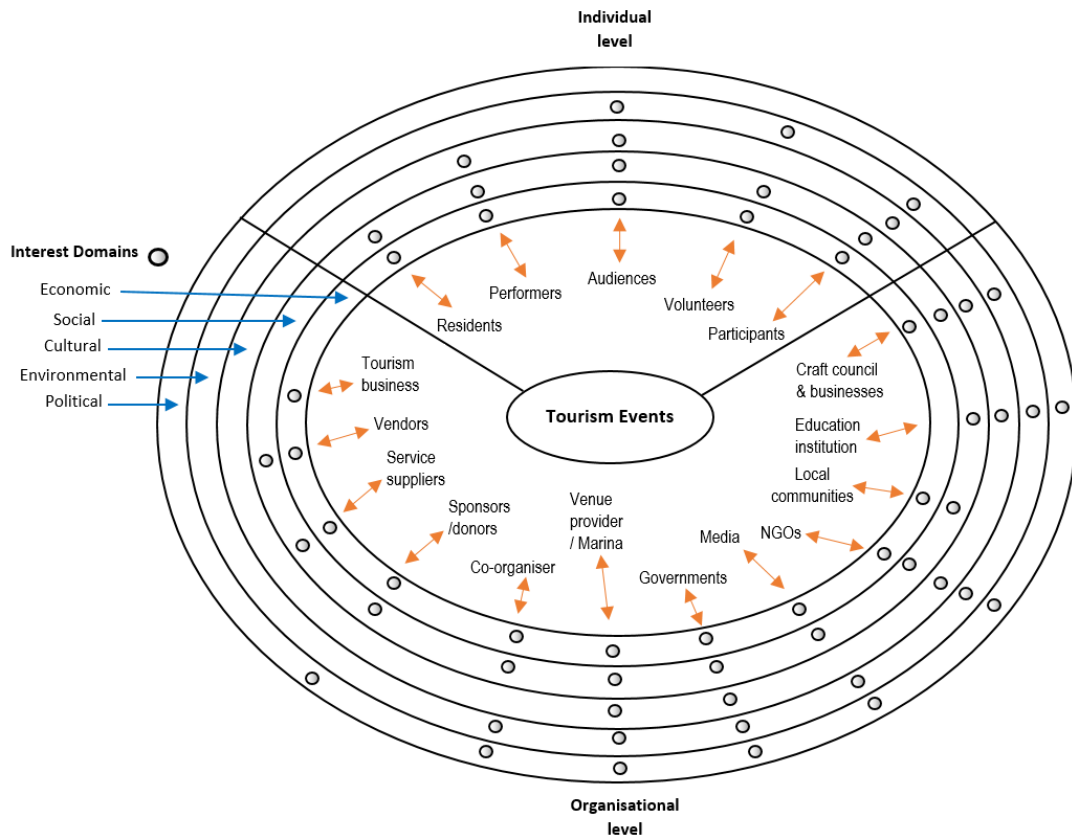 Individual
level
Interest Domains
Economic
Social
Cultural
Environmental
Political
Residents
Performers
Audiences
Volunteers
Participants
Tourism
business
Vendors
Service
suppliers
Sponsors
/donors
Co-organiser
Venue
provider
/ Marina
Governments
Media
NGOs
Local
communities
Education
institution
Craft council
& businesses
Tourism Events
Organisational
level